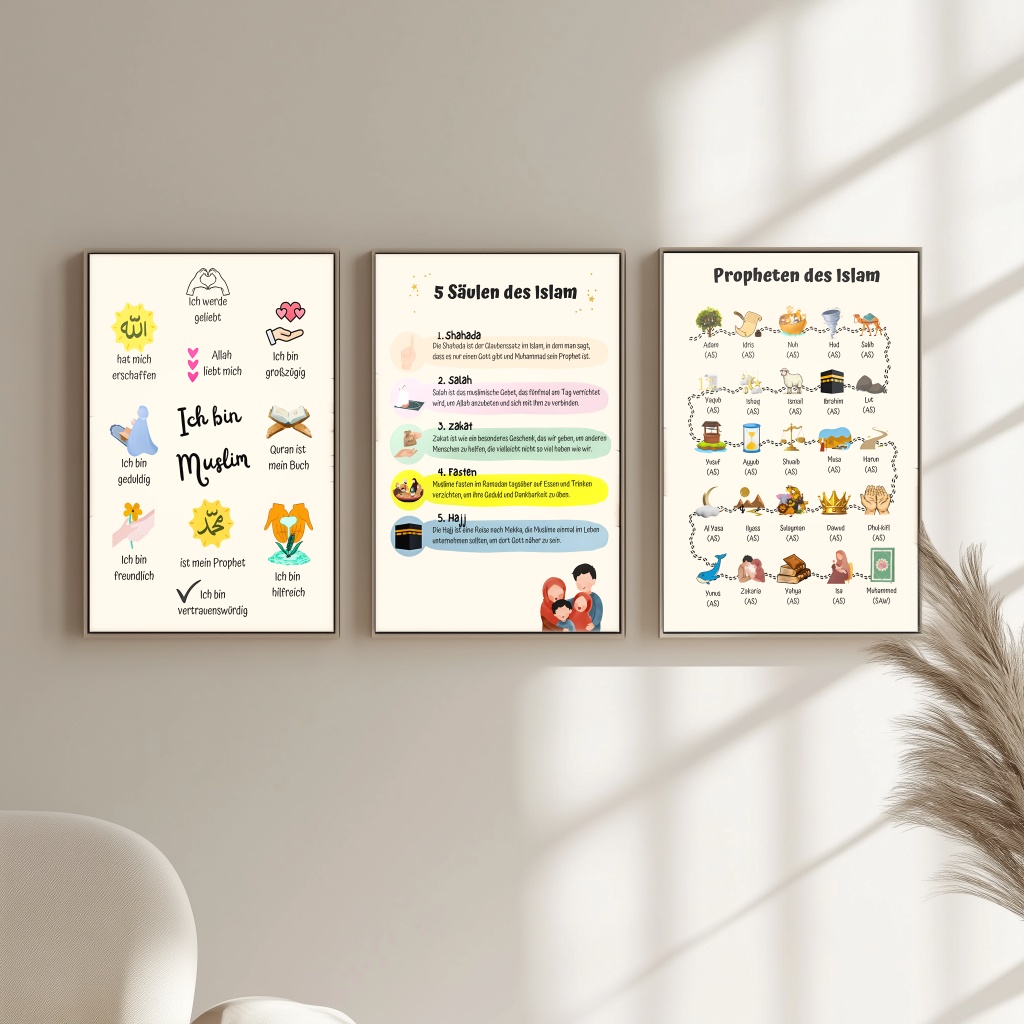 Ich werde
geliebt
الله
hat mich
erschaffen
Allah
liebt mich
Ich bin
großzügig
Ich bin
Muslim
Ich bin
geduldig
Quran ist
mein Buch
Ich bin
freundlich
محمد
ist mein Prophet
Ich bin
hilfreich
Ich bin
vertrauenswürdig
5 Säulen des Islam
1. Shahada
Die Shahada ist der Glaubenssatz im Islam, in dem man sagt,
dass es nur einen Gott gibt und Muhammad sein Prophet ist.
2. Salah
Salah ist das muslimische Gebet, das fünfmal am Tag verrichtet
wird, um Allah anzubeten und sich mit Ihm zu verbinden.
3. Zakat
Zakat ist wie ein besonderes Geschenk, das wir geben, um anderen
Menschen zu helfen, die vielleicht nicht so viel haben wie wir.
4. Fasten
Muslime fasten im Ramadan tagsüber auf Essen und Trinken
verzichten, um ihre Geduld und Dankbarkeit zu üben.
5. Hajj
Die Hajj ist eine Reise nach Mekka, die Muslime einmal im Leben
unternehmen sollten, um dort Gott näher zu sein.
Propheten des Islam
Adam Idris Nuh Hud Salih
(AS) (AS) (AS) (AS) (AS)
Yaqub Ishaq Ismail Ibrahim Lut
(AS) (AS) (AS) (AS) (AS)
Yusuf Ayyub Shuaib Musa Harun
(AS) (AS) (AS) (AS) (AS)
Al Yasa Ilyass Suleyman Dawud Dhul-kifl
(AS) (AS) (AS) (AS) (AS)
Yunus Zakaria Yahya Isa Muhammed
(AS) (AS) (AS) (AS) (SAW)